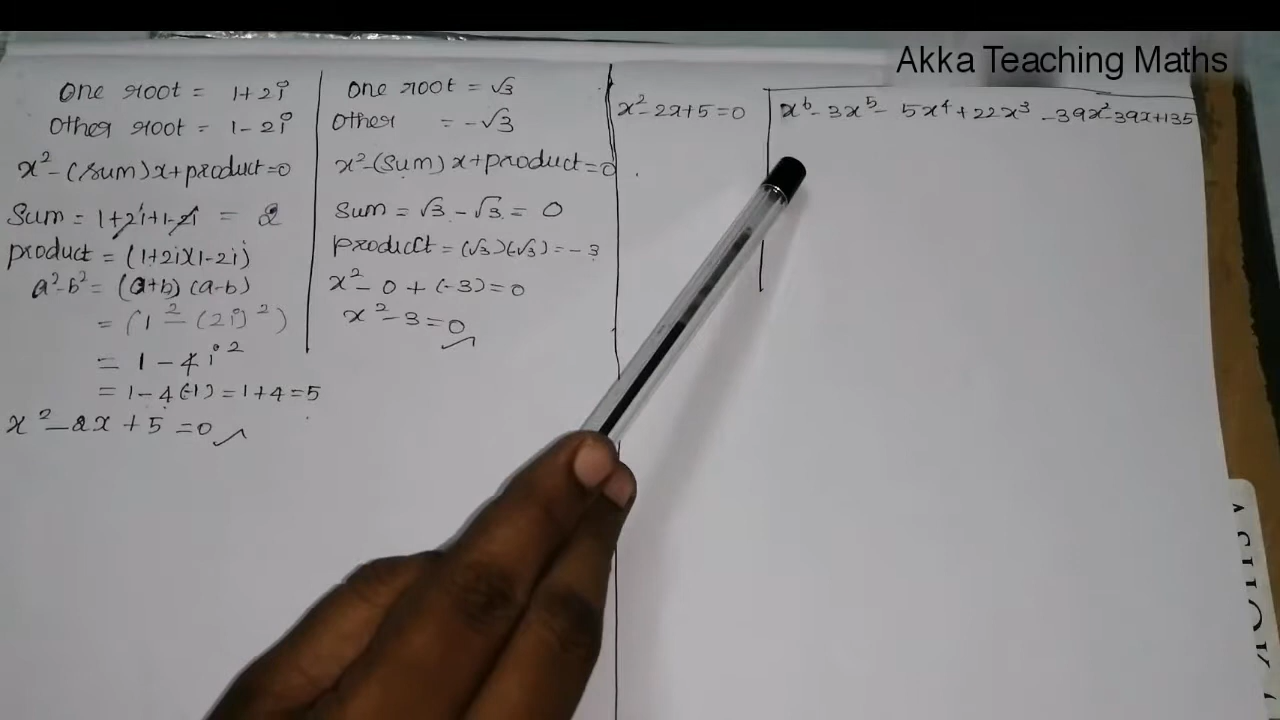 Akka Teaching Maths
One root = 1+2i
Other root = 1-2i
x²-(sum)x+product=0
Sum = 1+2i+1-2i = 2
product = (1+2i)(1-2i)
a²-b² = (a+b)(a-b)
= (1²-(2i)²)
= 1-4i²
= 1-4(-1)=1+4=5
x²-2x+5=0
One root = √3
Other = -√3
x²-(sum)x+product=0
Sum = √3-√3=0
product = (√3)(-√3)=-3
x²-0+(-3)=0
x²-3=0
x²-2x+5=0
x⁶-3x⁵-5x⁴+22x³-39x²-39x+135